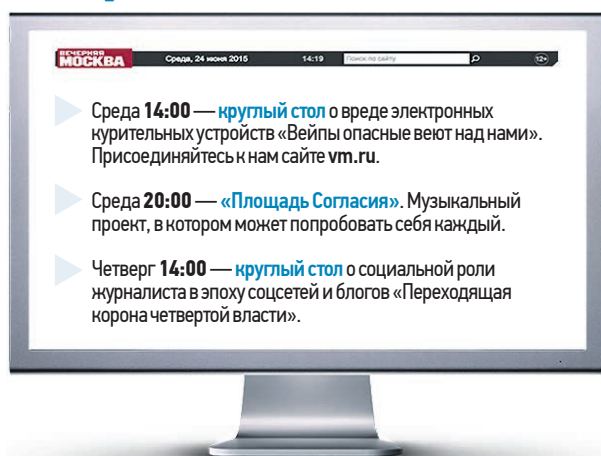 ВЕЧЕРНЯЯ
МОСКВА Среда, 24 июня 2015 14:19 Поиск по сайту 12+
Среда 14:00 — круглый стол о вреде электронных
курительных устройств «Вейпы опасные веют над нами».
Присоединяйтесь к нам сайте vm.ru.
Среда 20:00 — «Площадь Согласия». Музыкальный
проект, в котором может попробовать себя каждый.
Четверг 14:00 — круглый стол о социальной роли
журналиста в эпоху соцсетей и блогов «Переходящая
корона четвертой власти».